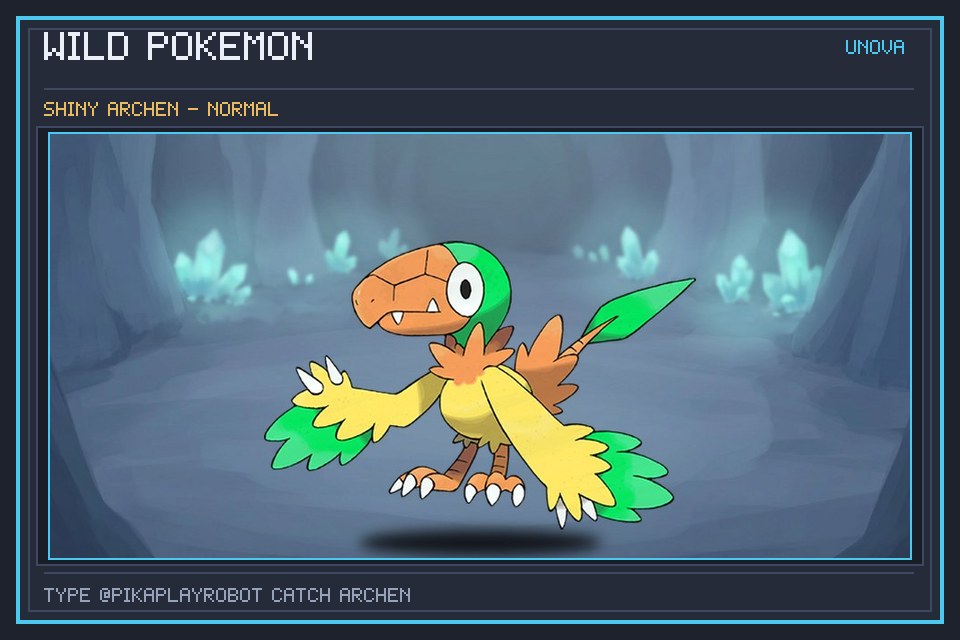 WILD POKEMON
UNOVA
SHINY ARCHEN - NORMAL
TYPE @PIKAPLAYROBOT CATCH ARCHEN